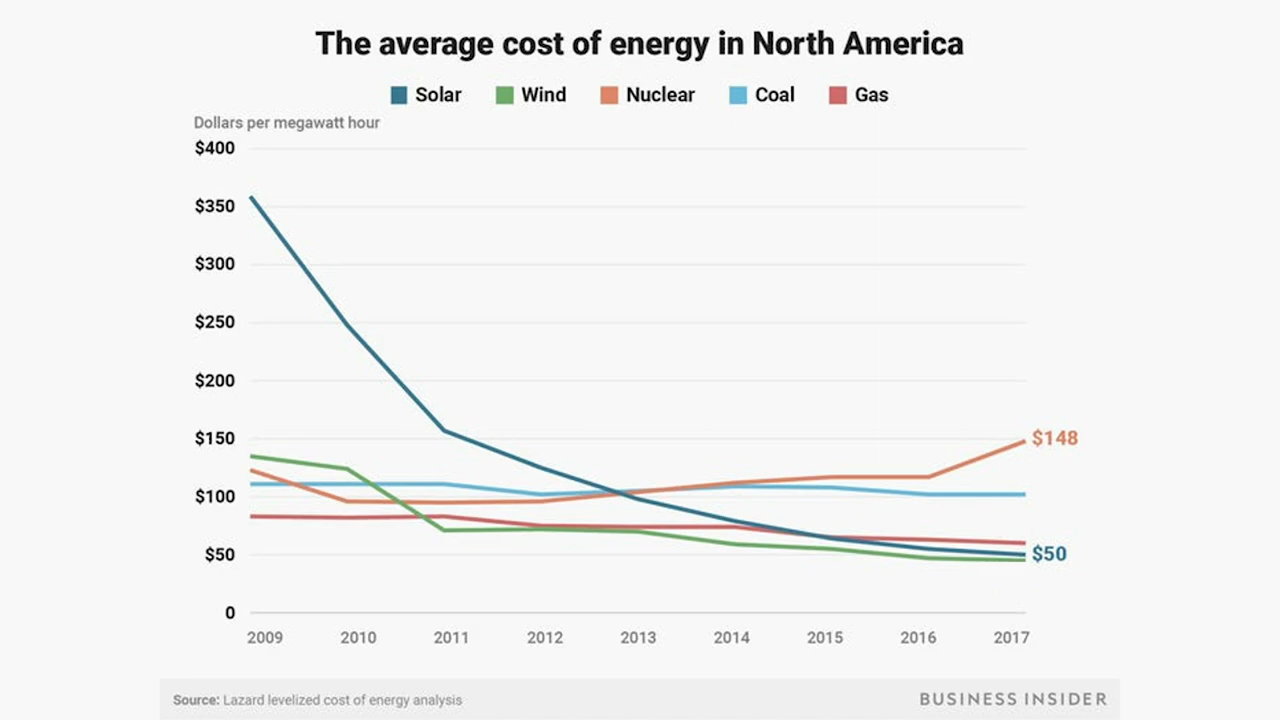 The average cost of energy in North America
Solar Wind Nuclear Coal Gas
Dollars per megawatt hour
$400
$350
$300
$250
$200
$150
$148
$100
$50
$50
0
2009 2010 2011 2012 2013 2014 2015 2016 2017
Source: Lazard levelized cost of energy analysis
BUSINESS INSIDER